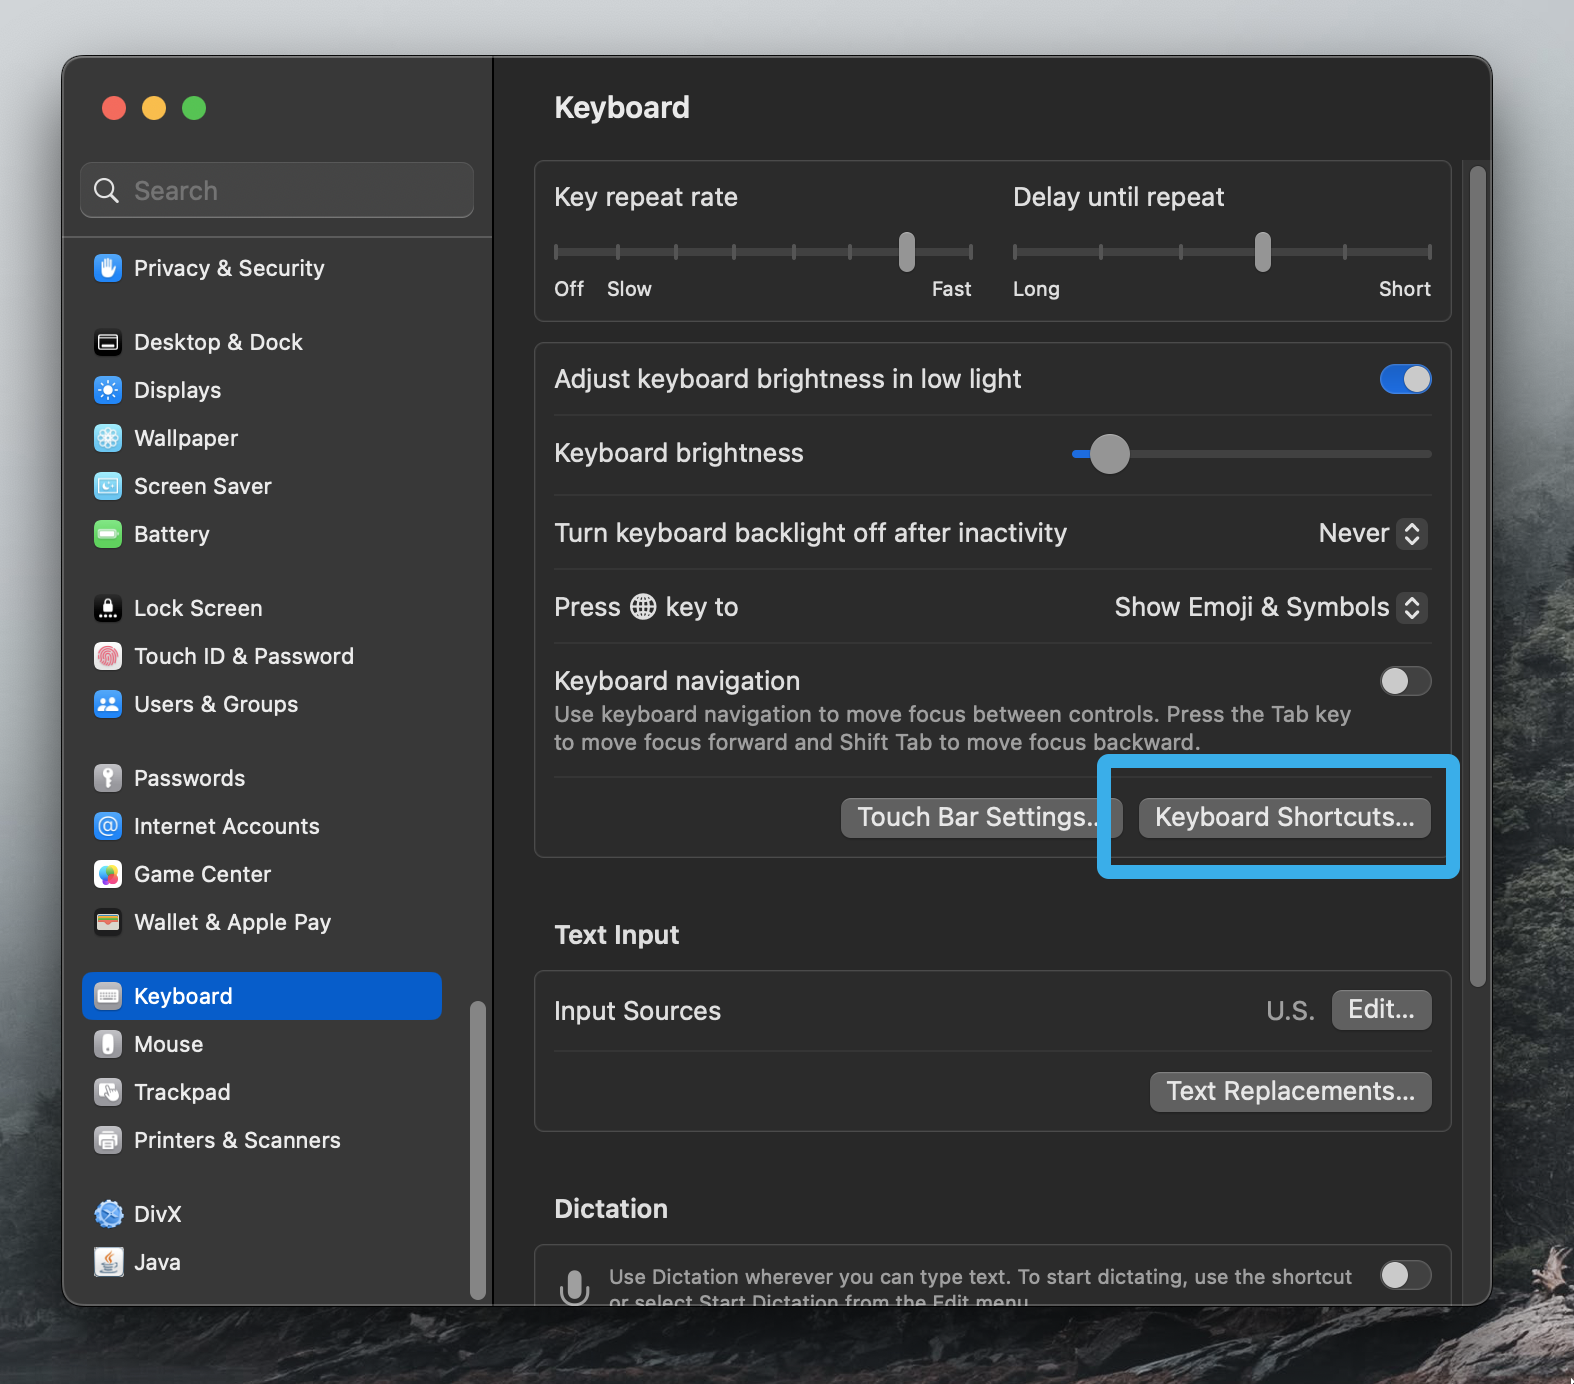 Keyboard
Search
Privacy & Security
Desktop & Dock
Displays
Wallpaper
Screen Saver
Battery
Lock Screen
Touch ID & Password
Users & Groups
Passwords
Internet Accounts
Game Center
Wallet & Apple Pay
Keyboard
Mouse
Trackpad
Printers & Scanners
DivX
Java
Key repeat rate
Delay until repeat
Off Slow Fast
Long Short
Adjust keyboard brightness in low light
Keyboard brightness
Turn keyboard backlight off after inactivity Never
Press key to Show Emoji & Symbols
Keyboard navigation
Use keyboard navigation to move focus between controls. Press the Tab key
to move focus forward and Shift Tab to move focus backward.
Touch Bar Settings.. Keyboard Shortcuts...
Text Input
Input Sources U.S. Edit...
Text Replacements...
Dictation
Use Dictation wherever you can type text. To start dictating, use the shortcut
or select Start Dictation from the Edit menu.